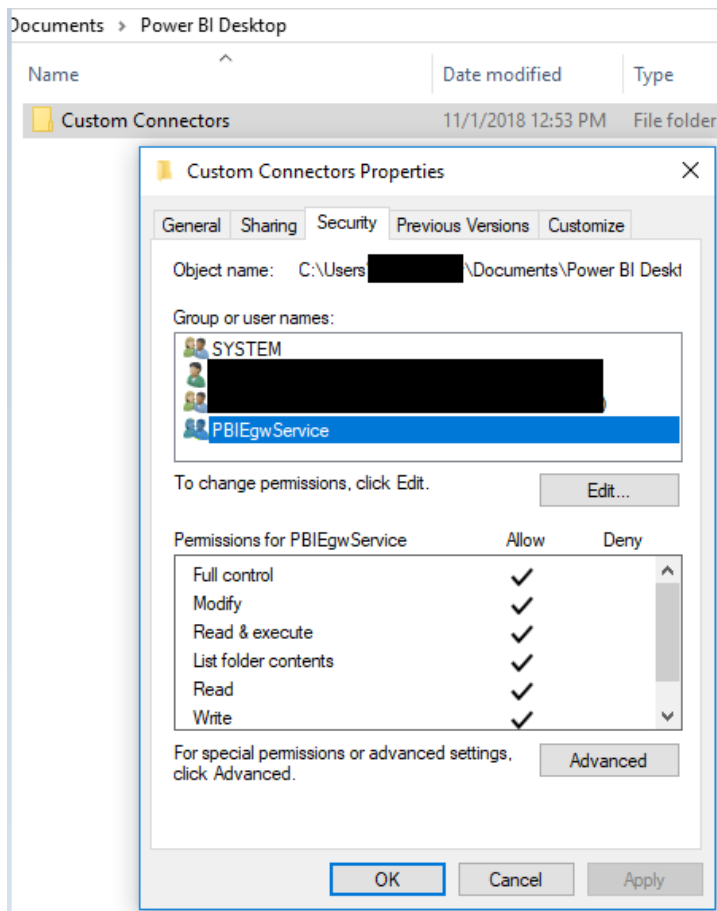 Documents > Power BI Desktop
Name Date modified Type
Custom Connectors 11/1/2018 12:53 PM File folder
Custom Connectors Properties
General Sharing Security Previous Versions Customize
Object name: C:\Users\ \Documents\Power BI Deskt
Group or user names:
SYSTEM
)
PBIEgwService
To change permissions, click Edit.
Edit...
Permissions for PBIEgwService Allow Deny
Full control
Modify
Read & execute
List folder contents
Read
Write
For special permissions or advanced settings,
click Advanced.
Advanced
OK Cancel Apply